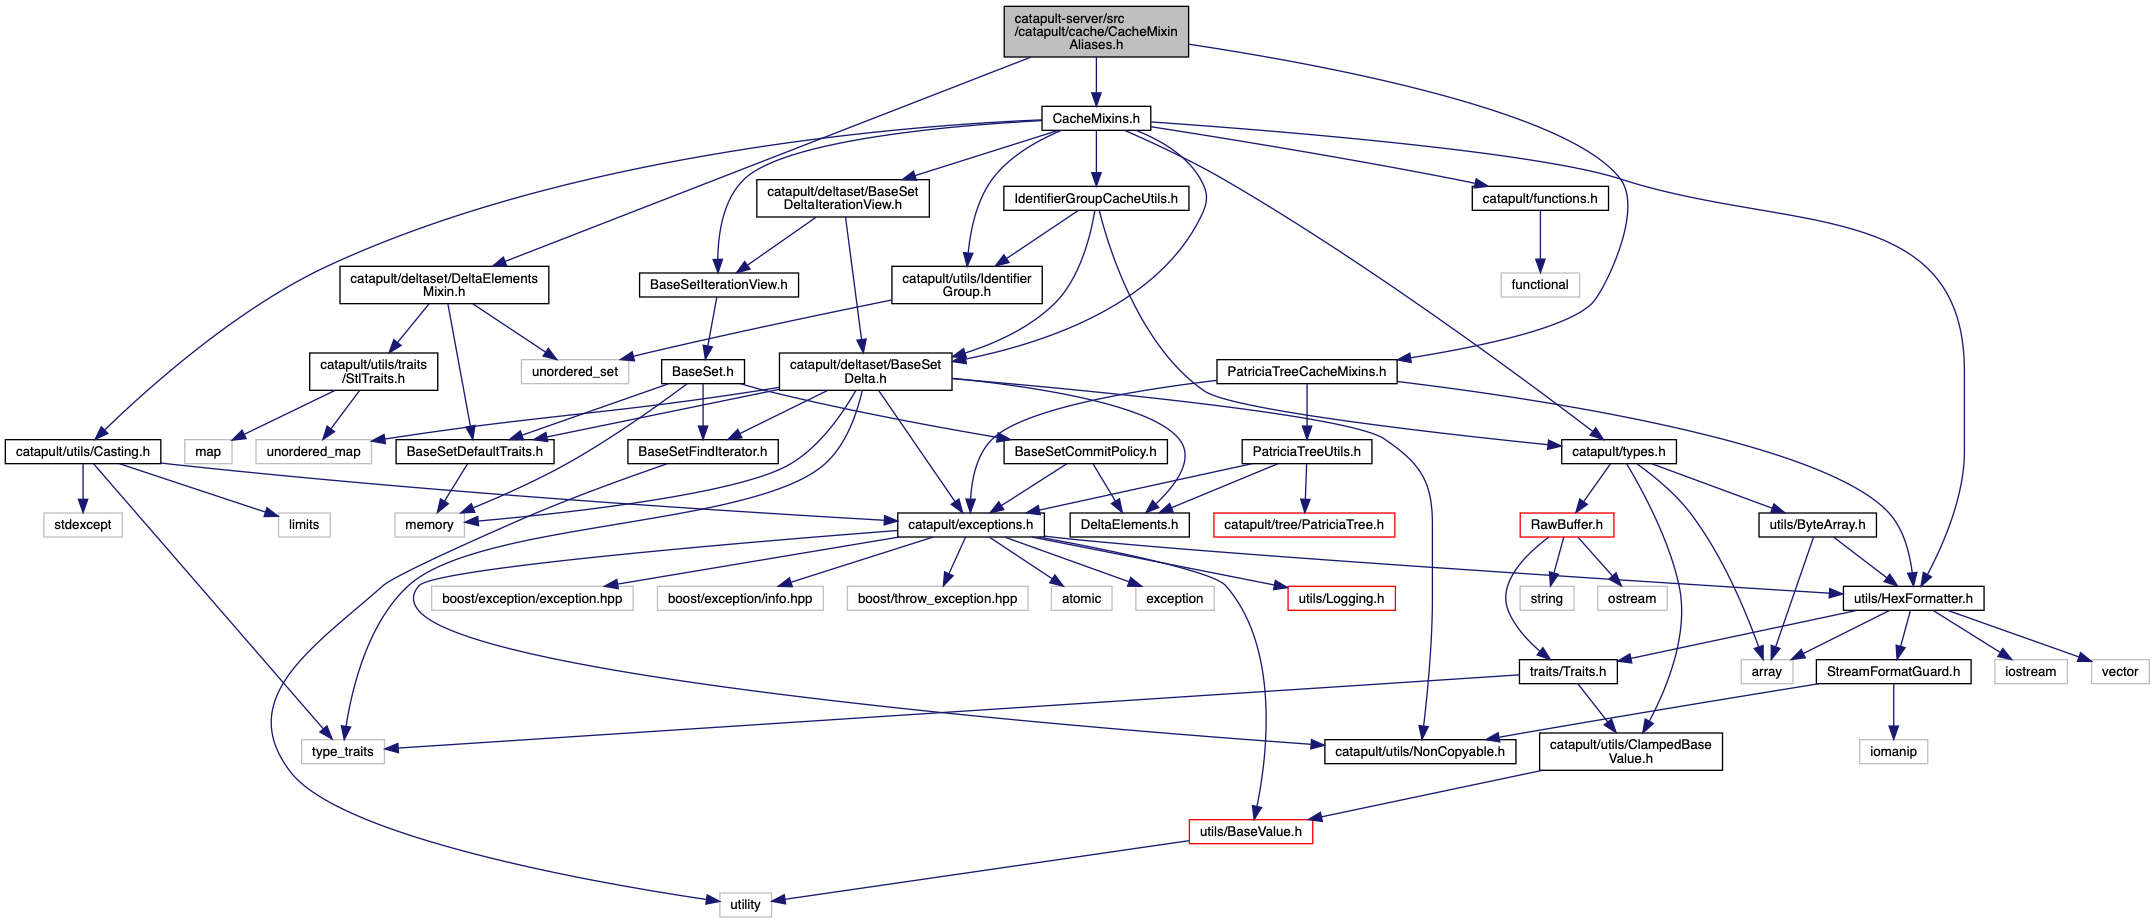 catapult-server/src
/catapult/cache/CacheMixin
Aliases.h
CacheMixins.h
catapult/deltaset/BaseSet
DeltaIterationView.h
IdentifierGroupCacheUtils.h
catapult/functions.h
catapult/deltaset/DeltaElements
Mixin.h
BaseSetIterationView.h
catapult/utils/Identifier
Group.h
functional
catapult/utils/traits
/StlTraits.h
unordered_set
BaseSet.h
catapult/deltaset/BaseSet
Delta.h
PatriciaTreeCacheMixins.h
catapult/utils/Casting.h
map
unordered_map
BaseSetDefaultTraits.h
BaseSetFindIterator.h
BaseSetCommitPolicy.h
PatriciaTreeUtils.h
catapult/types.h
stdexcept
limits
memory
catapult/exceptions.h
DeltaElements.h
catapult/tree/PatriciaTree.h
RawBuffer.h
utils/ByteArray.h
boost/exception/exception.hpp
boost/exception/info.hpp
boost/throw_exception.hpp
atomic
exception
utils/Logging.h
string
ostream
utils/HexFormatter.h
traits/Traits.h
array
StreamFormatGuard.h
iostream
vector
type_traits
catapult/utils/NonCopyable.h
catapult/utils/ClampedBase
Value.h
iomanip
utils/BaseValue.h
utility